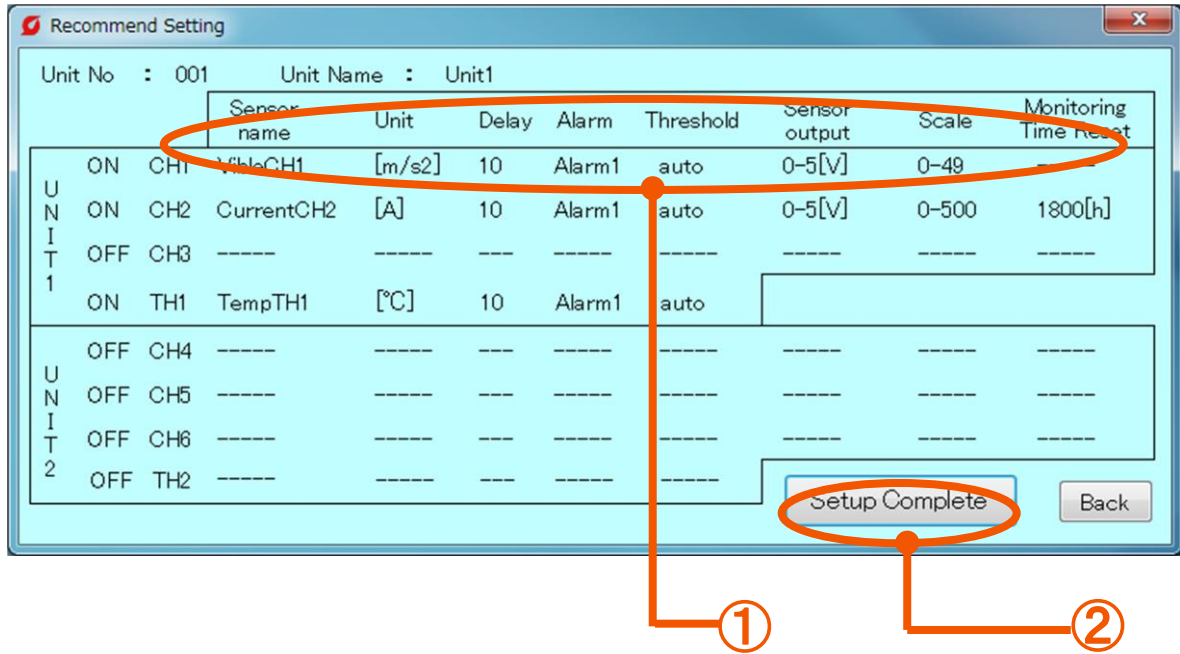 Recommend Setting
Unit No : 001 Unit Name : Unit1
Sensor name Unit Delay Alarm Threshold Sensor output Scale Monitoring Time Reset
UNIT1
ON CH1 VibleCH1 [m/s2] 10 Alarm1 auto 0-5[V] 0-49 -----
ON CH2 CurrentCH2 [A] 10 Alarm1 auto 0-5[V] 0-500 1800[h]
OFF CH3 ----- ----- --- ----- ----- ----- ----- -----
ON TH1 TempTH1 [℃] 10 Alarm1 auto
UNIT2
OFF CH4 ----- ----- --- ----- ----- ----- ----- -----
OFF CH5 ----- ----- --- ----- ----- ----- ----- -----
OFF CH6 ----- ----- --- ----- ----- ----- ----- -----
OFF TH2 ----- ----- --- ----- -----
Setup Complete Back
① ②